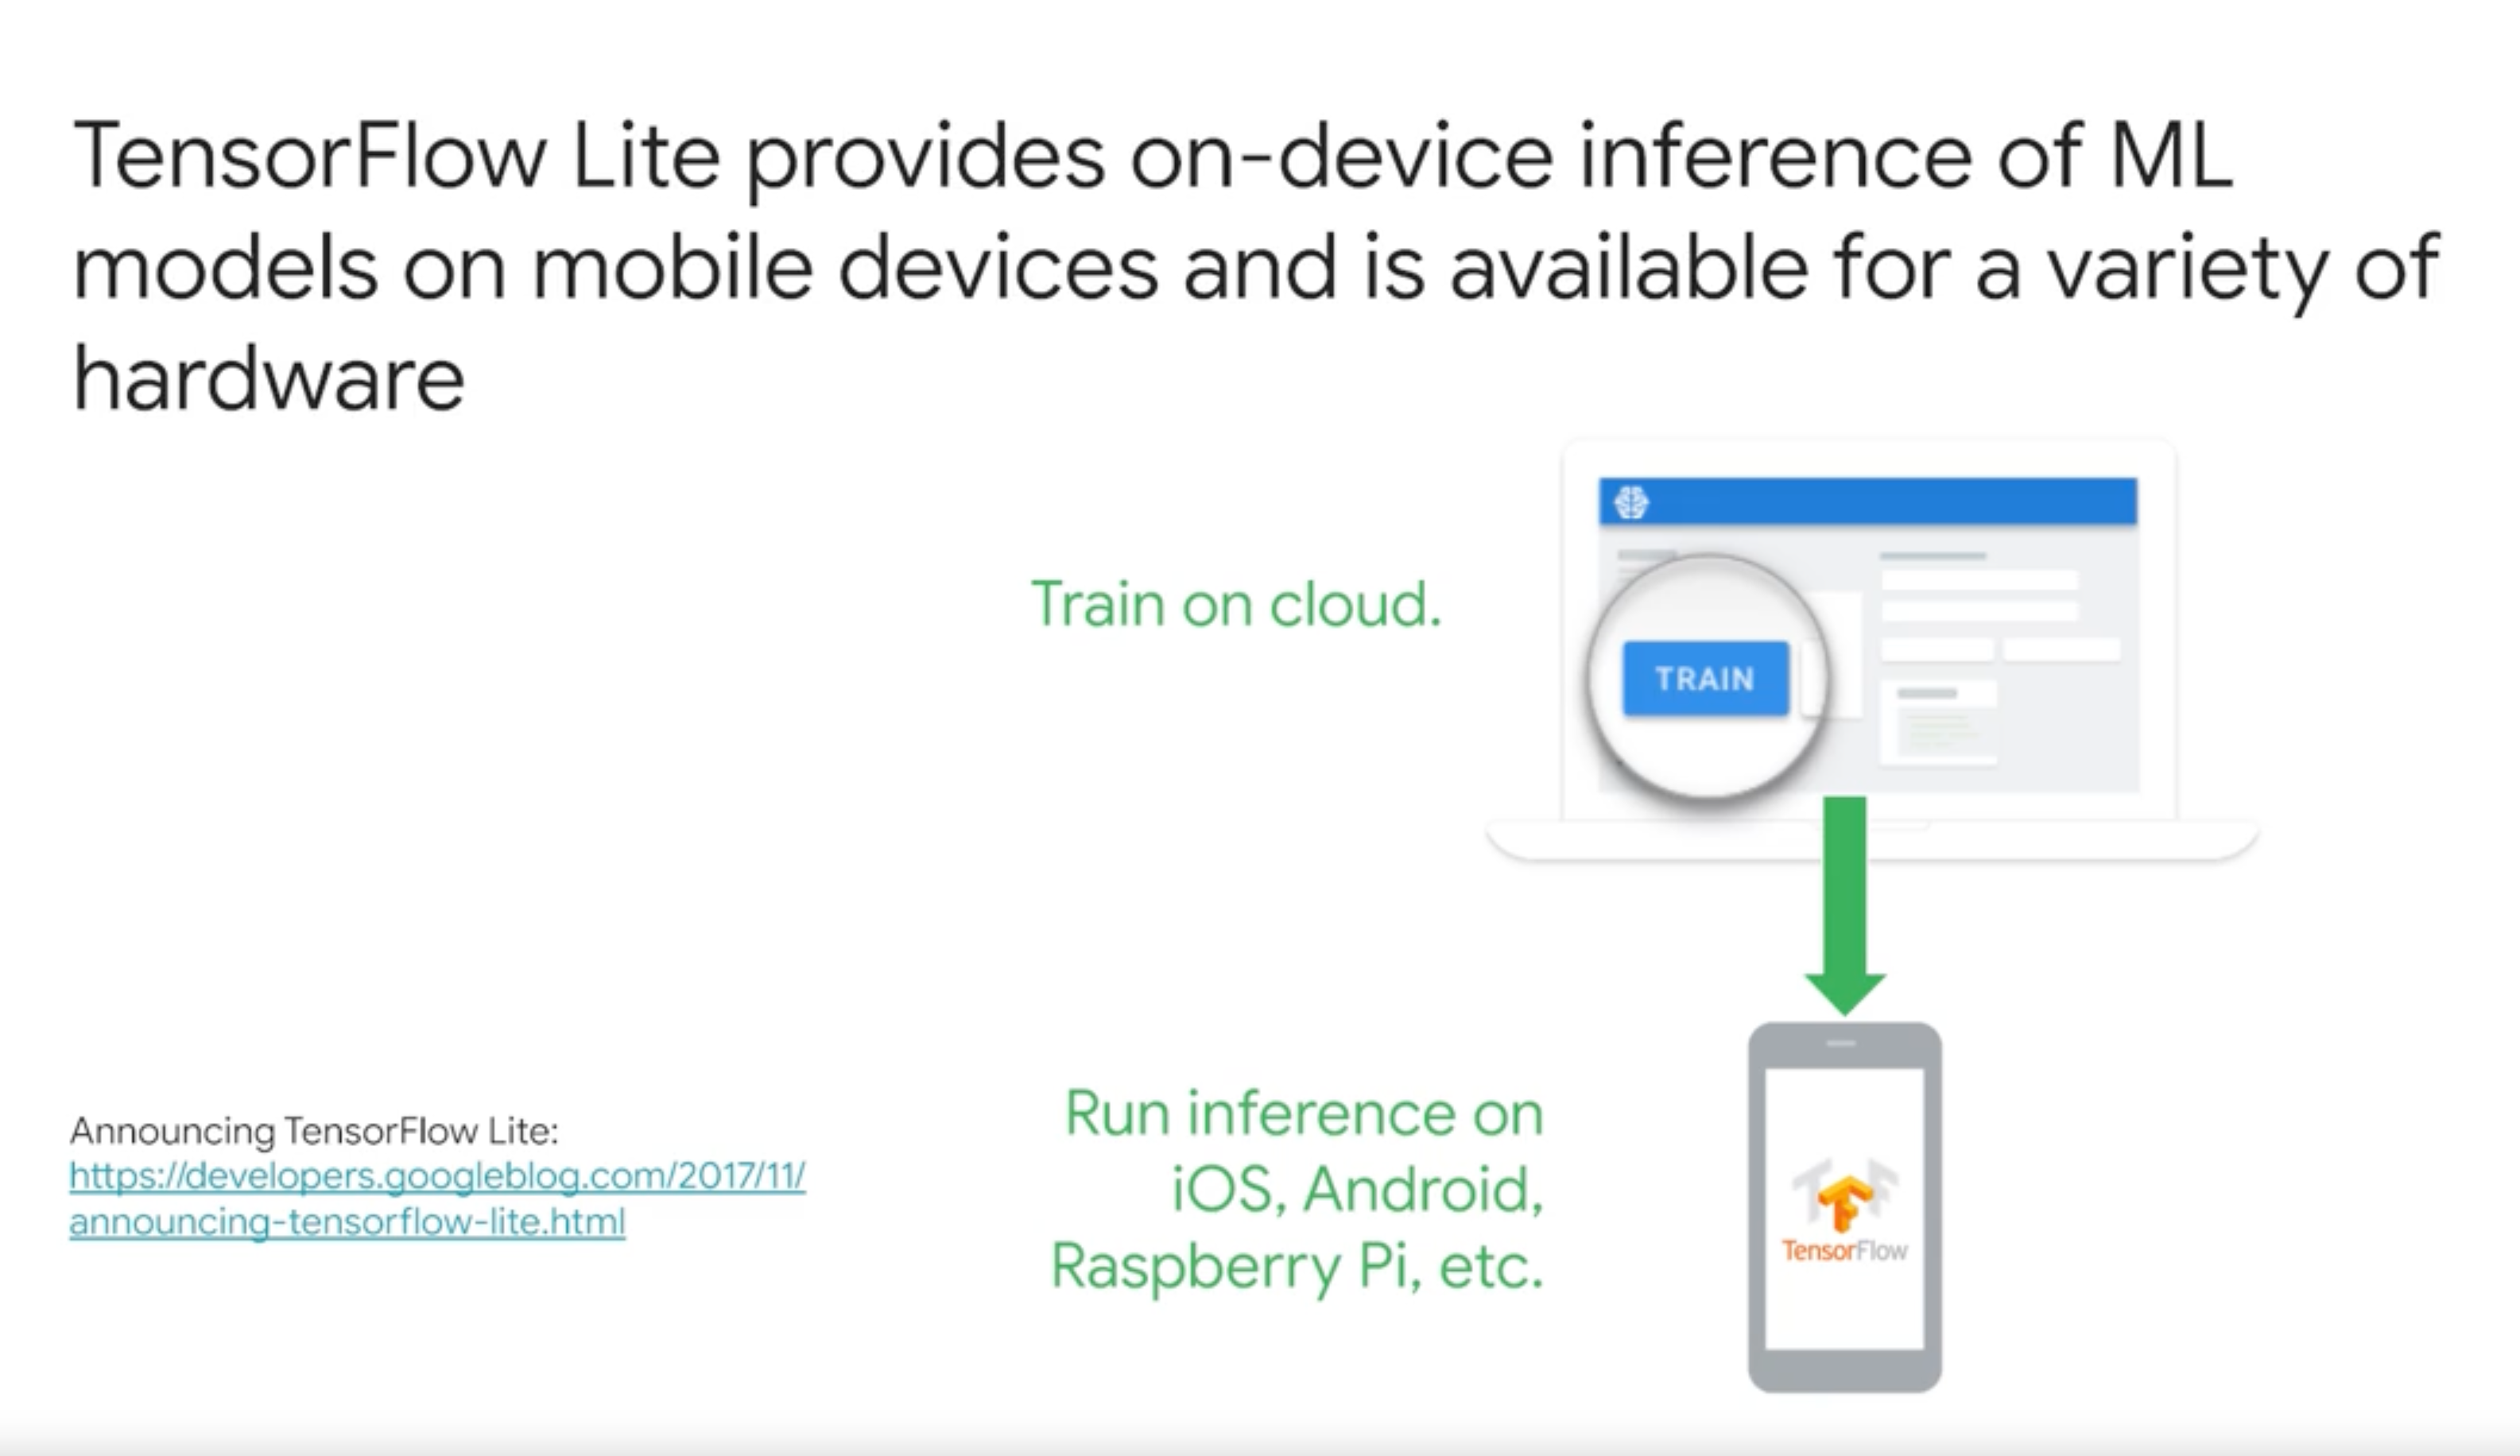 TensorFlow Lite provides on-device inference of ML
models on mobile devices and is available for a variety of
hardware
Train on cloud.
TRAIN
Run inference on
iOS, Android,
Raspberry Pi, etc.
TensorFlow
Announcing TensorFlow Lite:
https://developers.googleblog.com/2017/11/
announcing-tensorflow-lite.html